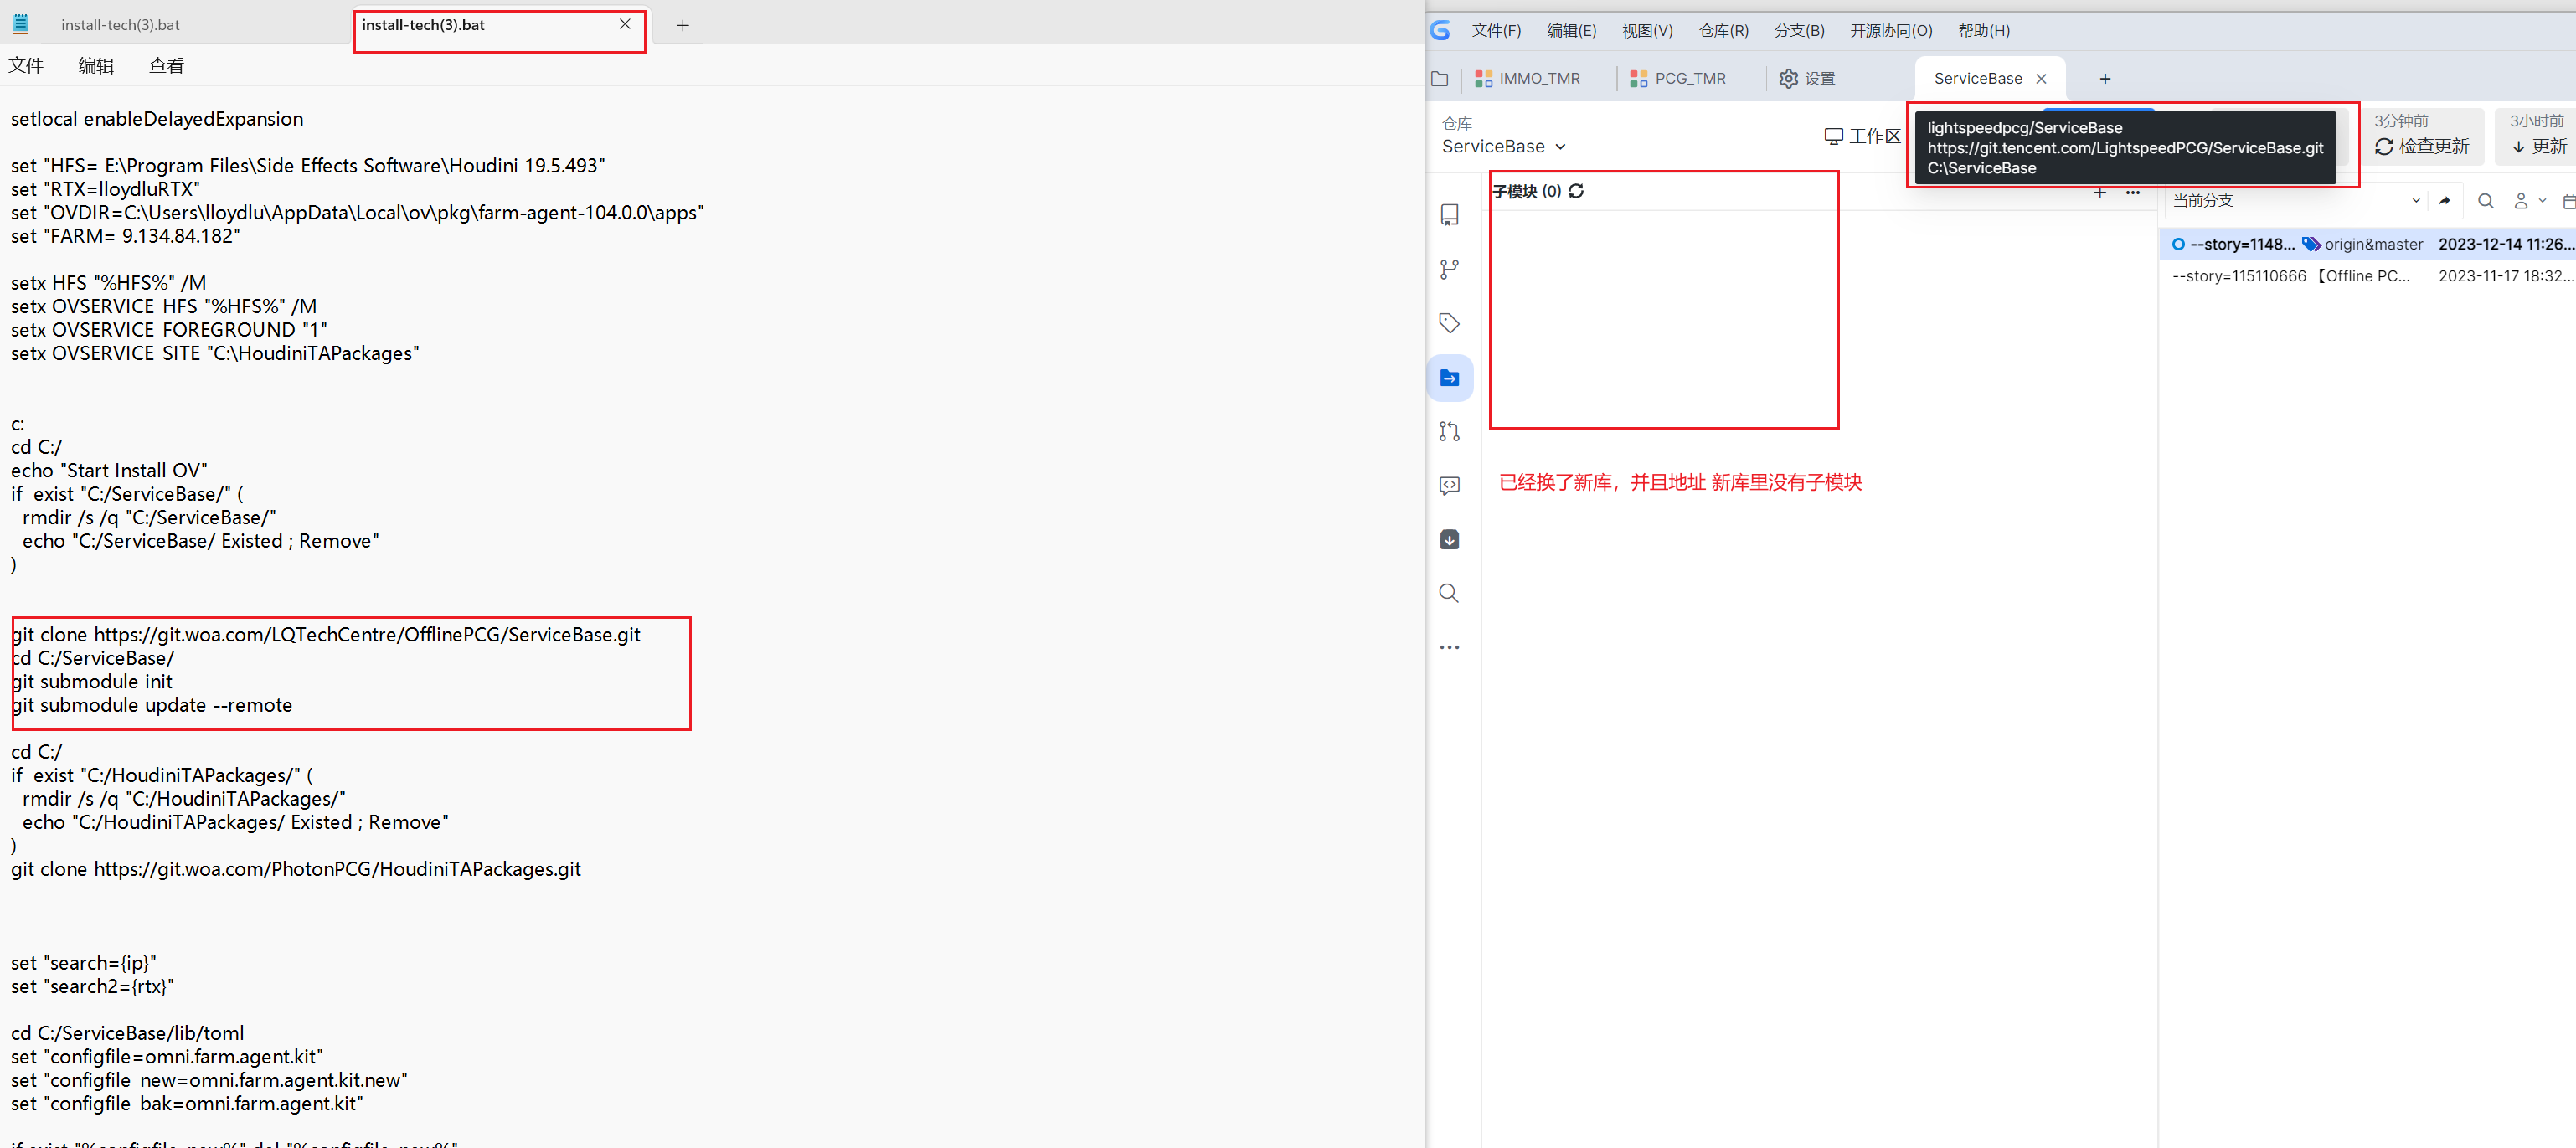 install-tech(3).bat
install-tech(3).bat
文件 编辑 查看
setlocal enableDelayedExpansion
set "HFS= E:\Program Files\Side Effects Software\Houdini 19.5.493"
set "RTX=lloydluRTX"
set "OVDIR=C:\Users\lloydlu\AppData\Local\ov\pkg\farm-agent-104.0.0\apps"
set "FARM= 9.134.84.182"
setx HFS "%HFS%" /M
setx OVSERVICE_HFS "%HFS%" /M
setx OVSERVICE_FOREGROUND "1"
setx OVSERVICE_SITE "C:\HoudiniTAPackages"
c:
cd C:/
echo "Start Install OV"
if  exist "C:/ServiceBase/" (
  rmdir /s /q "C:/ServiceBase/"
  echo "C:/ServiceBase/ Existed ; Remove"
)
git clone https://git.woa.com/LQTechCentre/OfflinePCG/ServiceBase.git
cd C:/ServiceBase/
git submodule init
git submodule update --remote
cd C:/
if  exist "C:/HoudiniTAPackages/" (
  rmdir /s /q "C:/HoudiniTAPackages/"
  echo "C:/HoudiniTAPackages/ Existed ; Remove"
)
git clone https://git.woa.com/PhotonPCG/HoudiniTAPackages.git
set "search={ip}"
set "search2={rtx}"
cd C:/ServiceBase/lib/toml
set "configfile=omni.farm.agent.kit"
set "configfile_new=omni.farm.agent.kit.new"
set "configfile_bak=omni.farm.agent.kit"
if exist "%configfile_new%" del "%configfile_new%"
文件(F) 编辑(E) 视图(V) 仓库(R) 分支(B) 开源协同(O) 帮助(H)
IMMO_TMR PCG_TMR 设置 ServiceBase
仓库
ServiceBase
工作区
lightspeedpcg/ServiceBase
https://git.tencent.com/LightspeedPCG/ServiceBase.git
C:\ServiceBase
3分钟前
检查更新
3小时前
更新
子模块 (0)
当前分支
--story=1148... origin&master 2023-12-14 11:26...
--story=115110666 【Offline PC... 2023-11-17 18:32...
已经换了新库，并且地址 新库里没有子模块